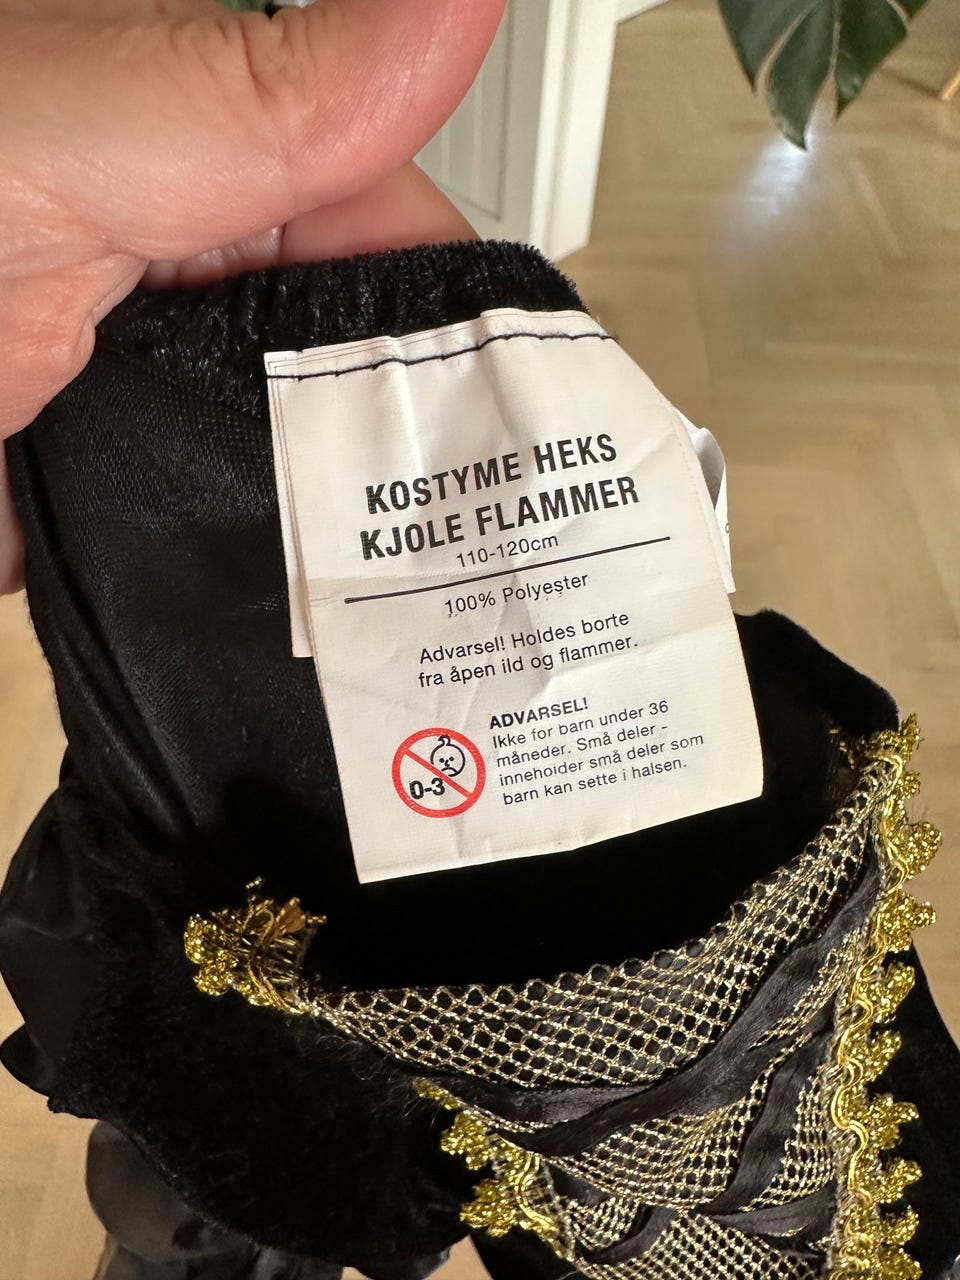 KOSTYME HEKS
KJOLE FLAMMER
110-120cm
100% Polyester
Advarsel! Holdes borte
fra åpen ild og flammer.
ADVARSEL!
Ikke for barn under 36
måneder. Små deler -
inneholder små deler som
barn kan sette i halsen.
0-3